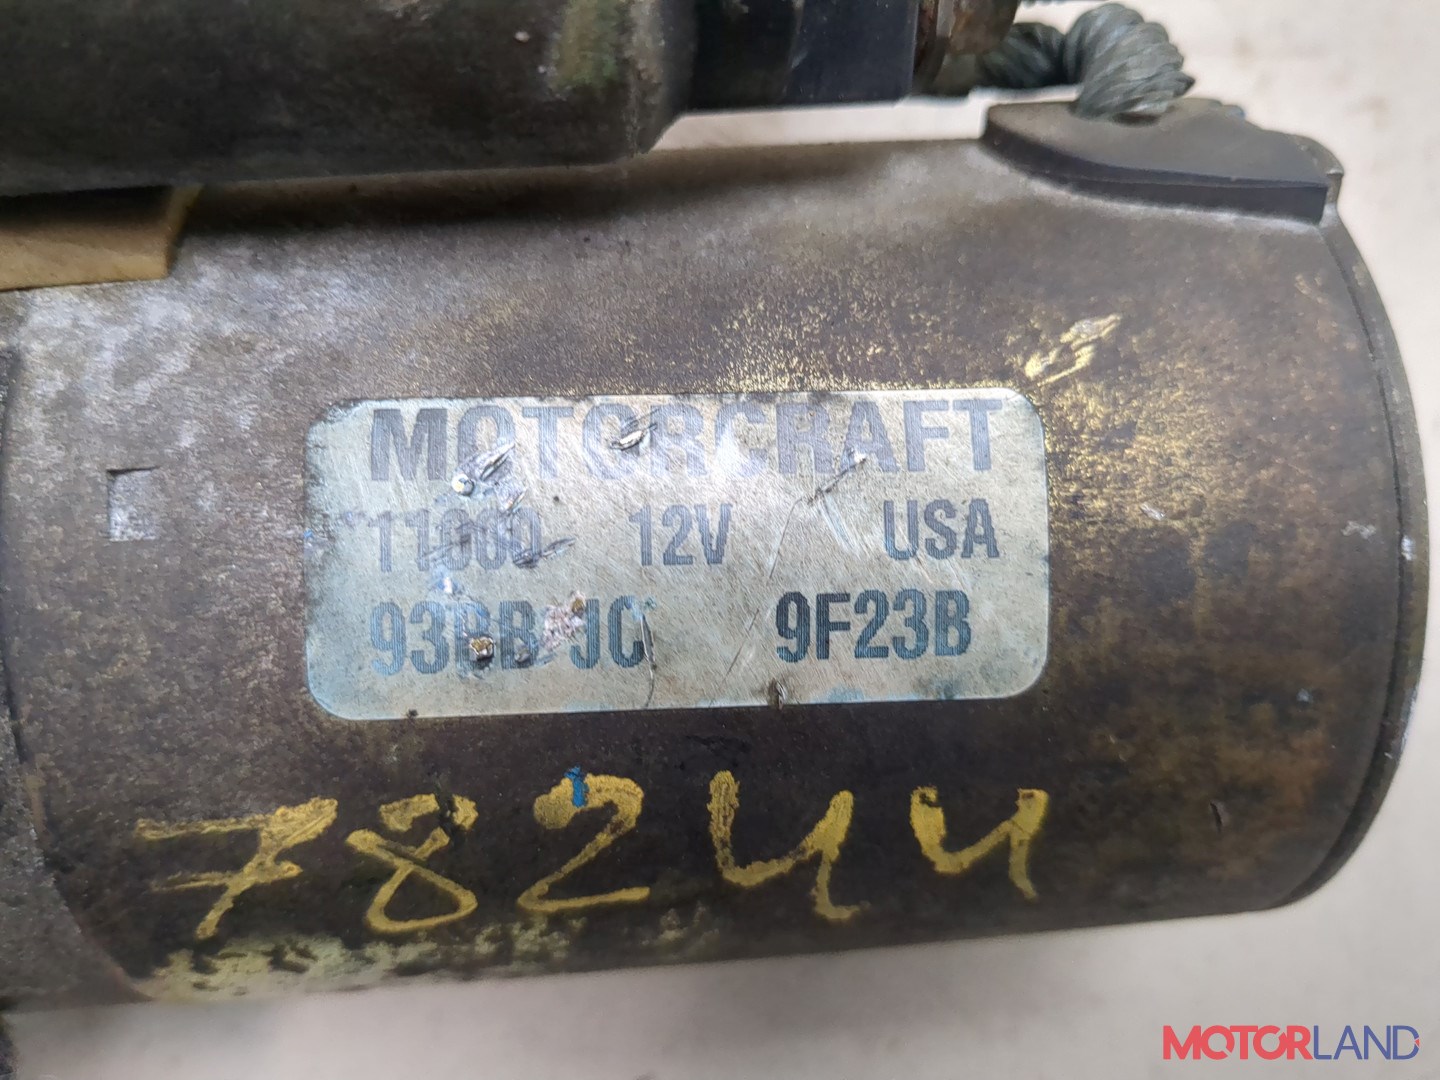 MOTORCRAFT
11000 12V USA
93BB JC 9F23B
78244
MOTORLAND